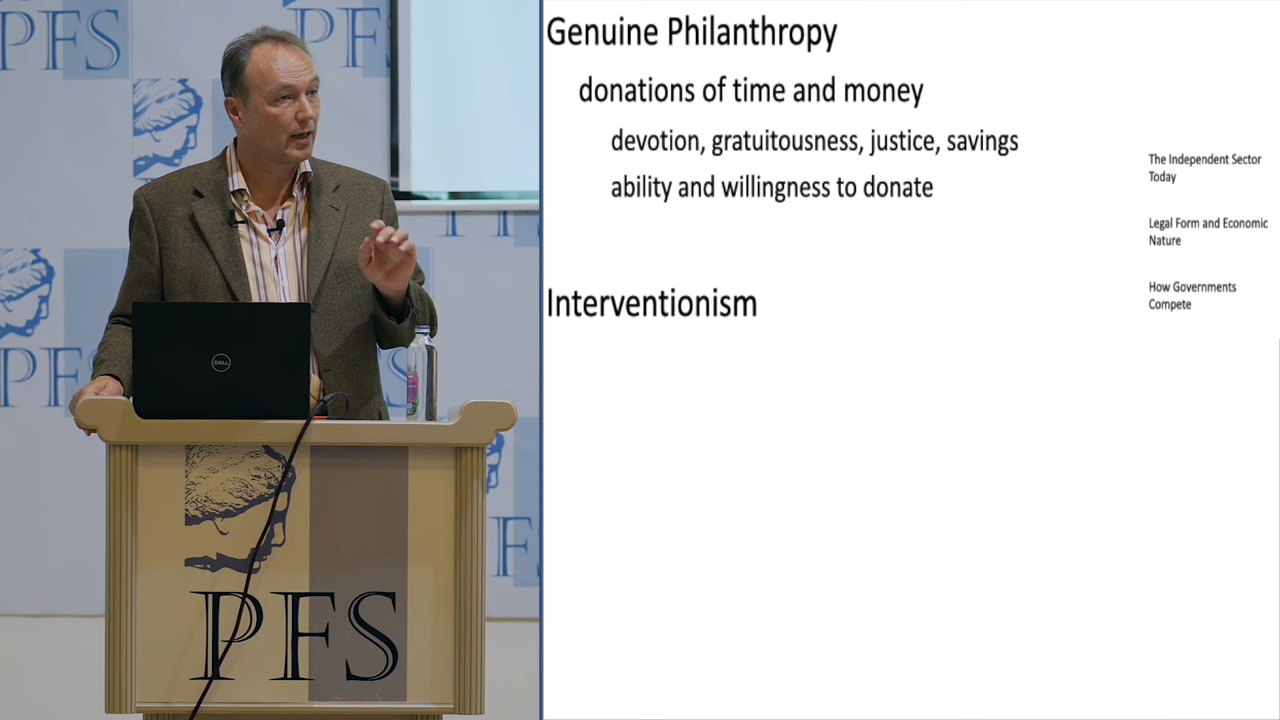 PFS
PFS
PFS
PFS
DELL
PFS
Genuine Philanthropy
donations of time and money
devotion, gratuitousness, justice, savings
ability and willingness to donate
Interventionism
The Independent Sector
Today
Legal Form and Economic
Nature
How Governments
Compete